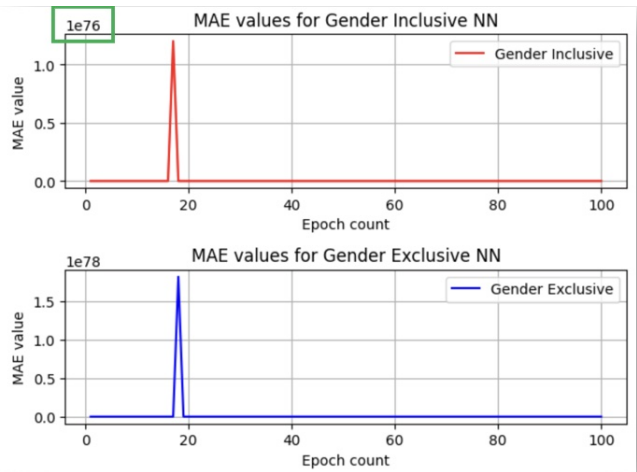 1e76
MAE values for Gender Inclusive NN
Gender Inclusive
MAE value
1.0
0.5
0.0
0 20 40 60 80 100
Epoch count
1e78
MAE values for Gender Exclusive NN
Gender Exclusive
MAE value
1.5
1.0
0.5
0.0
0 20 40 60 80 100
Epoch count